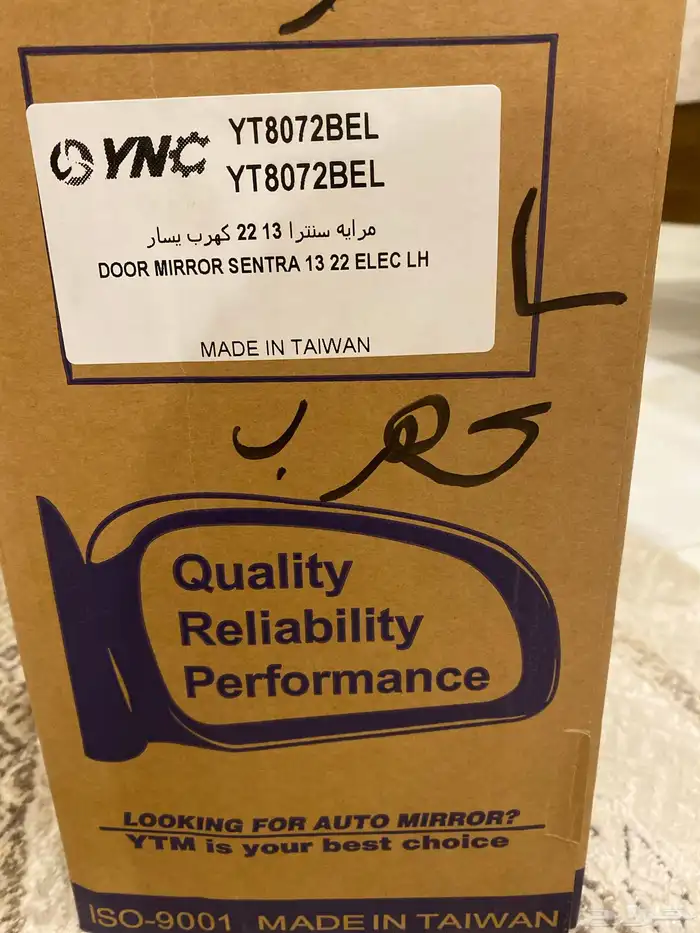 YNC
YT8072BEL
YT8072BEL
مرايه سنترا 13 22 كهرب يسار
DOOR MIRROR SENTRA 13 22 ELEC LH
MADE IN TAIWAN
L
كهرب
Quality
Reliability
Performance
LOOKING FOR AUTO MIRROR?
YTM is your best choice
ISO-9001 MADE IN TAIWAN
حراج